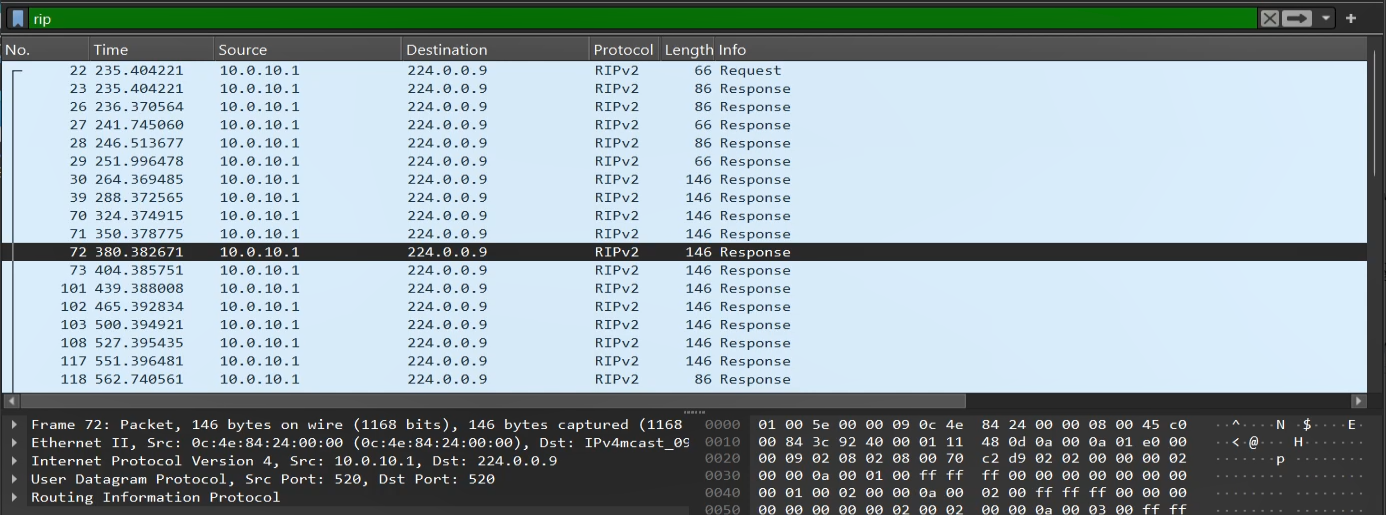 rip
No. Time Source Destination Protocol Length Info
22 235.404221 10.0.10.1 224.0.0.9 RIPv2 66 Request
23 235.404221 10.0.10.1 224.0.0.9 RIPv2 86 Response
26 236.370564 10.0.10.1 224.0.0.9 RIPv2 86 Response
27 241.745060 10.0.10.1 224.0.0.9 RIPv2 66 Response
28 246.513677 10.0.10.1 224.0.0.9 RIPv2 86 Response
29 251.996478 10.0.10.1 224.0.0.9 RIPv2 66 Response
30 264.369485 10.0.10.1 224.0.0.9 RIPv2 146 Response
39 288.372565 10.0.10.1 224.0.0.9 RIPv2 146 Response
70 324.374915 10.0.10.1 224.0.0.9 RIPv2 146 Response
71 350.378775 10.0.10.1 224.0.0.9 RIPv2 146 Response
72 380.382671 10.0.10.1 224.0.0.9 RIPv2 146 Response
73 404.385751 10.0.10.1 224.0.0.9 RIPv2 146 Response
101 439.388008 10.0.10.1 224.0.0.9 RIPv2 146 Response
102 465.392834 10.0.10.1 224.0.0.9 RIPv2 146 Response
103 500.394921 10.0.10.1 224.0.0.9 RIPv2 146 Response
108 527.395435 10.0.10.1 224.0.0.9 RIPv2 146 Response
117 551.396481 10.0.10.1 224.0.0.9 RIPv2 146 Response
118 562.740561 10.0.10.1 224.0.0.9 RIPv2 86 Response
Frame 72: Packet, 146 bytes on wire (1168 bits), 146 bytes captured (1168
Ethernet II, Src: 0c:4e:84:24:00:00 (0c:4e:84:24:00:00), Dst: IPv4mcast_09
Internet Protocol Version 4, Src: 10.0.10.1, Dst: 224.0.0.9
User Datagram Protocol, Src Port: 520, Dst Port: 520
Routing Information Protocol
0000 01 00 5e 00 00 09 0c 4e 84 24 00 00 08 00 45 c0 ··^····N ·$····E·
0010 00 84 3c 92 40 00 01 11 48 0d 0a 00 0a 01 e0 00 ··<·@··· H·······
0020 00 09 02 08 02 08 00 70 c2 d9 02 02 00 00 00 02 ·······p ········
0030 00 00 0a 00 01 00 ff ff ff 00 00 00 00 00 00 00 ········ ········
0040 00 01 00 02 00 00 0a 00 02 00 ff ff ff 00 00 00 ········ ········
0050 00 00 00 00 00 02 00 02 00 00 0a 00 03 00 ff ff ········ ········